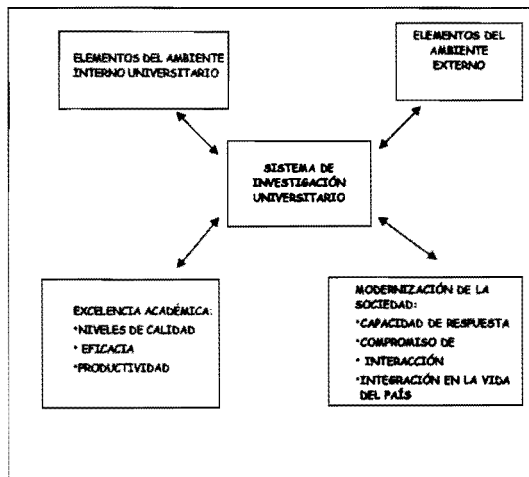 ELEMENTOS DEL AMBIENTE
INTERNO UNIVERSITARIO
ELEMENTOS DEL
AMBIENTE
EXTERNO
SISTEMA DE
INVESTIGACIÓN
UNIVERSITARIO
EXCELENCIA ACADÉMICA:
•NIVELES DE CALIDAD
• EFICACIA
•PRODUCTIVIDAD
MODERNIZACIÓN DE LA
SOCIEDAD:
•CAPACIDAD DE RESPUESTA
•COMPROMISO DE
• INTERACCIÓN
•INTEGRACIÓN EN LA VIDA
DEL PAÍS